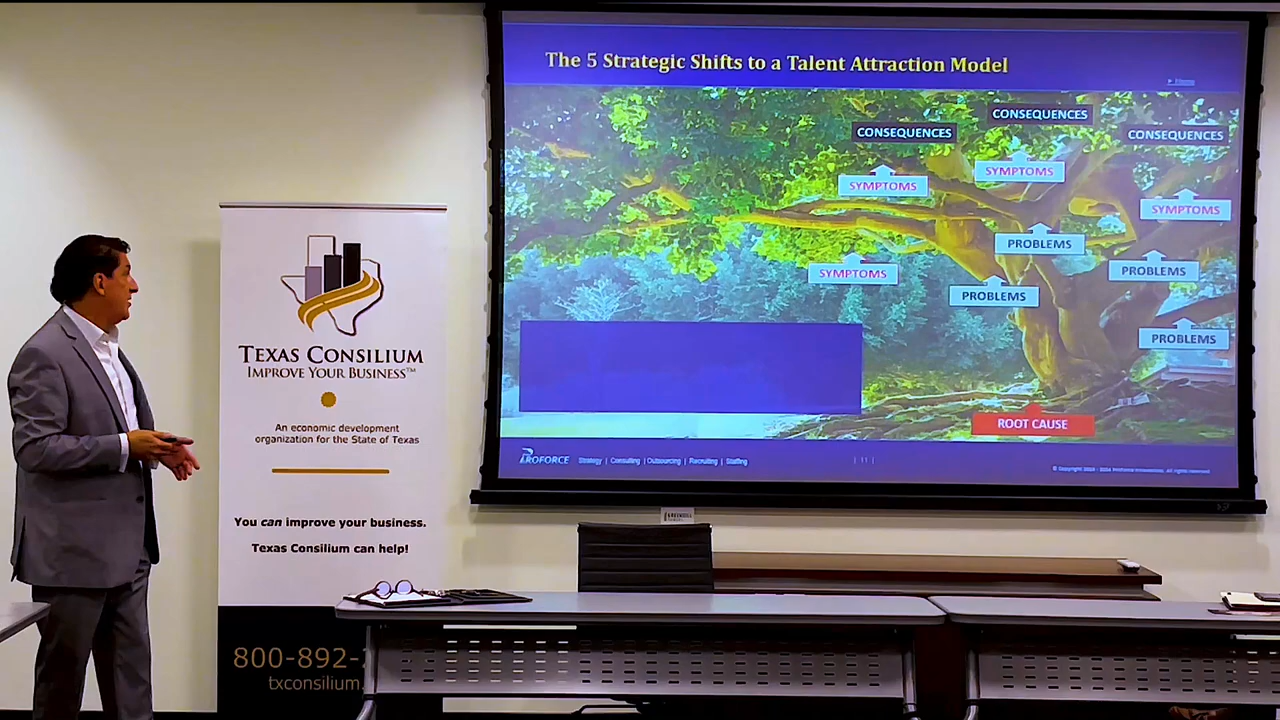 The 5 Strategic Shifts to a Talent Attraction Model
CONSEQUENCES
CONSEQUENCES
CONSEQUENCES
SYMPTOMS
SYMPTOMS
SYMPTOMS
SYMPTOMS
PROBLEMS
PROBLEMS
PROBLEMS
PROBLEMS
ROOT CAUSE
PROFORCE Strategy | Consulting | Outsourcing | Recruiting | Staffing | 11 |
TEXAS CONSILIUM
IMPROVE YOUR BUSINESS™
An economic development
organization for the State of Texas
You can improve your business.
Texas Consilium can help!
800-892-
txconsilium.